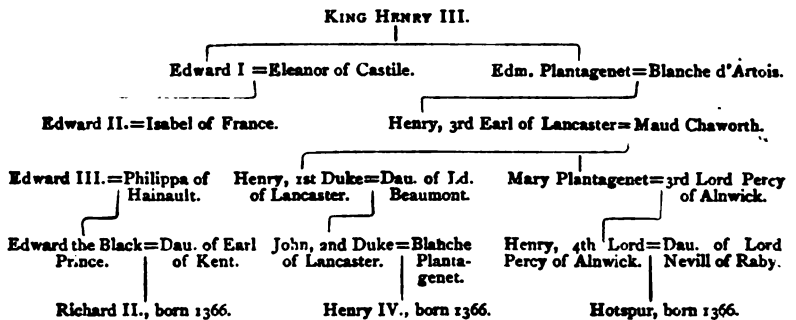 KING HENRY III.
Edward I = Eleanor of Castile. Edm. Plantagenet = Blanche d'Artois.
Edward II. = Isabel of France. Henry, 3rd Earl of Lancaster = Maud Chaworth.
Edward III. = Philippa of Hainault. Henry, 1st Duke of Lancaster. = Dau. of Ld. Beaumont. Mary Plantagenet = 3rd Lord Percy of Alnwick.
Edward the Black Prince. = Dau. of Earl of Kent. John, and Duke of Lancaster. = Blanche Planta-genet. Henry, 4th Lord Percy of Alnwick. = Dau. of Lord Nevill of Raby.
Richard II., born 1366. Henry IV., born 1366. Hotspur, born 1366.